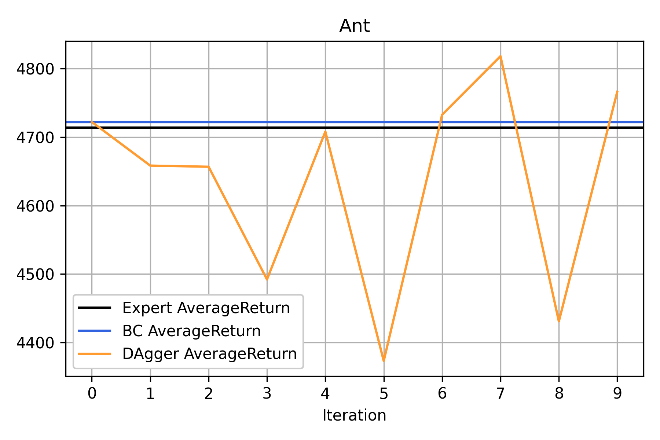 Ant
4800
4700
4600
4500
4400
Expert AverageReturn
BC AverageReturn
DAgger AverageReturn
0 1 2 3 4 5 6 7 8 9
Iteration